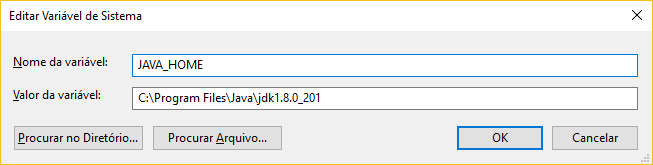 Editar Variável de Sistema
Nome da variável: JAVA_HOME
Valor da variável: C:\Program Files\Java\jdk1.8.0_201
Procurar no Diretório... Procurar Arquivo... OK Cancelar